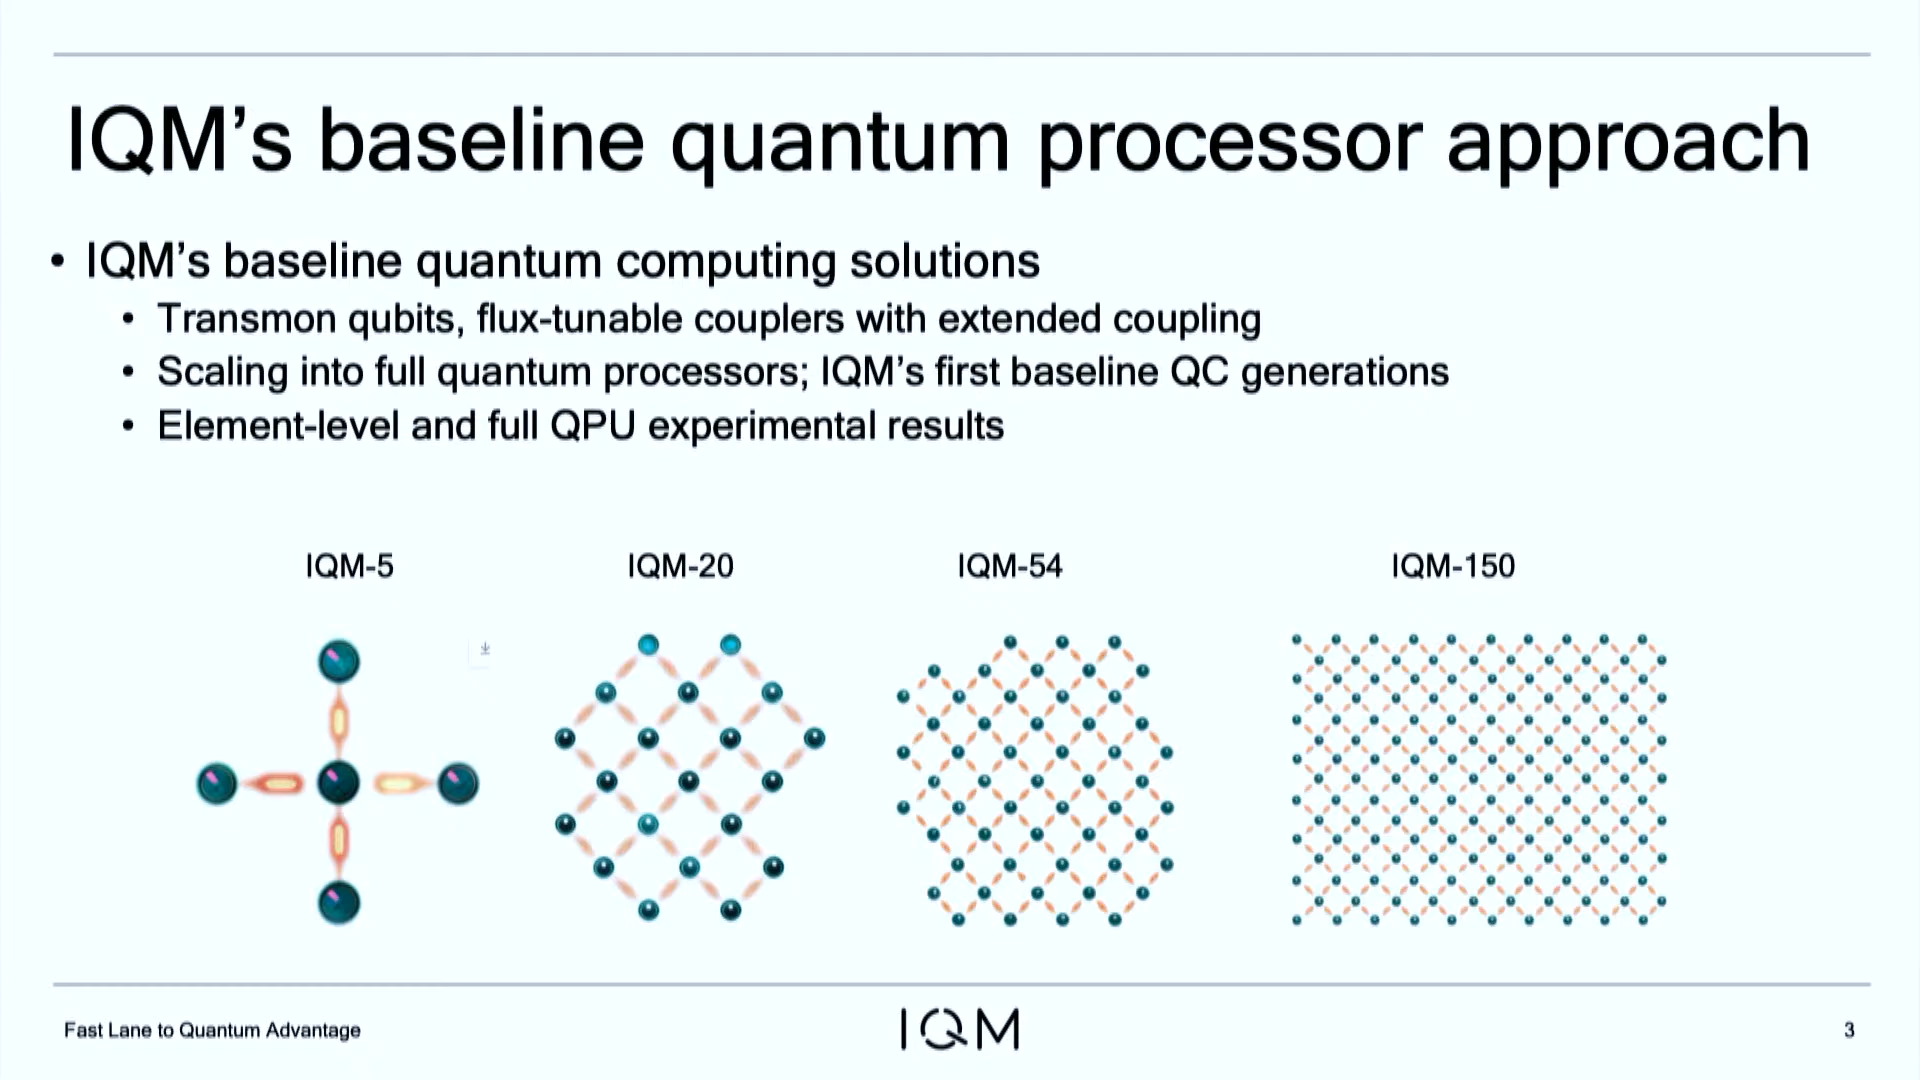 IQM’s baseline quantum processor approach
• IQM’s baseline quantum computing solutions
• Transmon qubits, flux-tunable couplers with extended coupling
• Scaling into full quantum processors; IQM’s first baseline QC generations
• Element-level and full QPU experimental results
IQM-5 IQM-20 IQM-54 IQM-150
Fast Lane to Quantum Advantage IQM 3